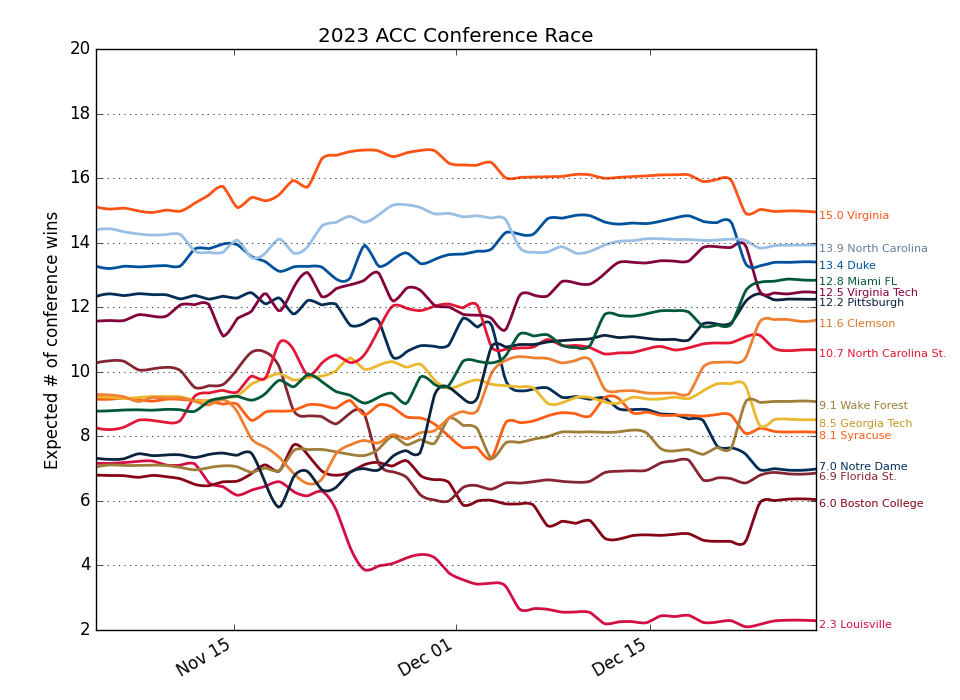 2023 ACC Conference Race
Expected # of conference wins
20
18
16
14
12
10
8
6
4
2
15.0 Virginia
13.9 North Carolina
13.4 Duke
12.8 Miami FL
12.5 Virginia Tech
12.2 Pittsburgh
11.6 Clemson
10.7 North Carolina St.
9.1 Wake Forest
8.5 Georgia Tech
8.1 Syracuse
7.0 Notre Dame
6.9 Florida St.
6.0 Boston College
2.3 Louisville
Nov 15
Dec 01
Dec 15